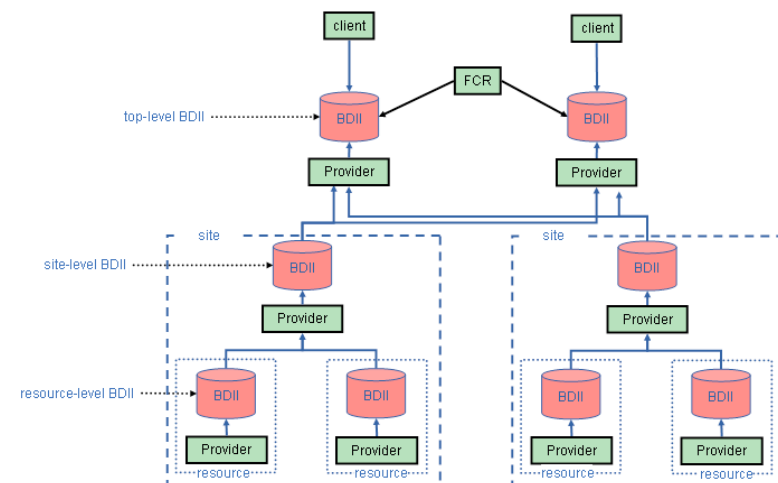 client
client
FCR
top-level BDII
BDII
BDII
Provider
Provider
site
site
site-level BDII
BDII
BDII
Provider
Provider
resource-level BDII
BDII
BDII
BDII
BDII
Provider
Provider
Provider
Provider
resource
resource
resource
resource